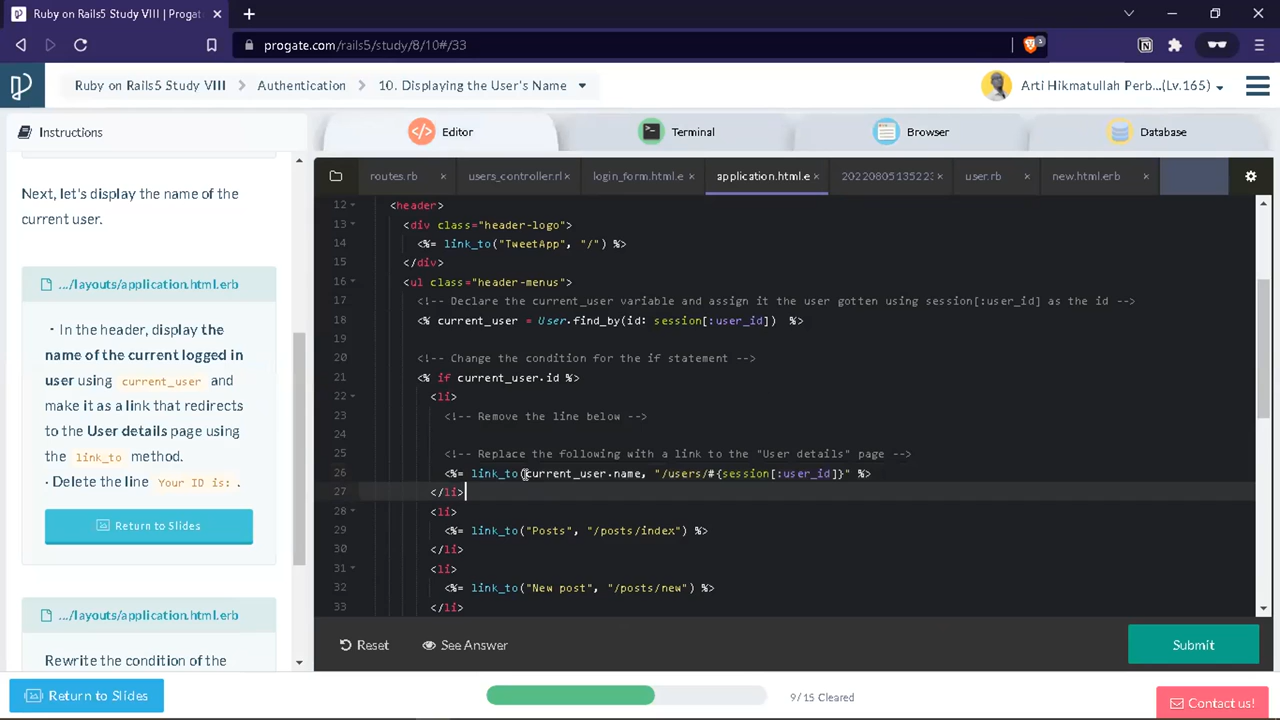 Ruby on Rails5 Study VIII | Progat
progate.com/rails5/study/8/10#/33
3
Ruby on Rails5 Study VIII
Authentication
10. Displaying the User's Name
Arti Hikmatullah Perb...(Lv.165)
Instructions
Editor
Terminal
Browser
Database
routes.rb
users_controller.rl
login_form.html.e
application.html.e
20220805135223
user.rb
new.html.erb
Next, let's display the name of the
current user.
.../layouts/application.html.erb
・In the header, display the
name of the current logged in
user using current_user and
make it as a link that redirects
to the User details page using
the link_to method.
· Delete the line Your ID is: .
Return to Slides
.../layouts/application.html.erb
Rewrite the condition of the
12 <header>
13 <div class="header-logo">
14 <%= link_to("TweetApp", "/") %>
15 </div>
16 <ul class="header-menus">
17 <!-- Declare the current_user variable and assign it the user gotten using session[:user_id] as the id -->
18 <% current_user = User.find_by(id: session[:user_id]) %>
19
20 <!-- Change the condition for the if statement -->
21 <% if current_user.id %>
22 <li>
23 <!-- Remove the line below -->
24
25 <!-- Replace the following with a link to the "User details" page -->
26 <%= link_to(current_user.name, "/users/#{session[:user_id]}" %>
27 </li>
28 <li>
29 <%= link_to("Posts", "/posts/index") %>
30 </li>
31 <li>
32 <%= link_to("New post", "/posts/new") %>
33 </li>
Reset
See Answer
Submit
Return to Slides
9/15 Cleared
Contact us!